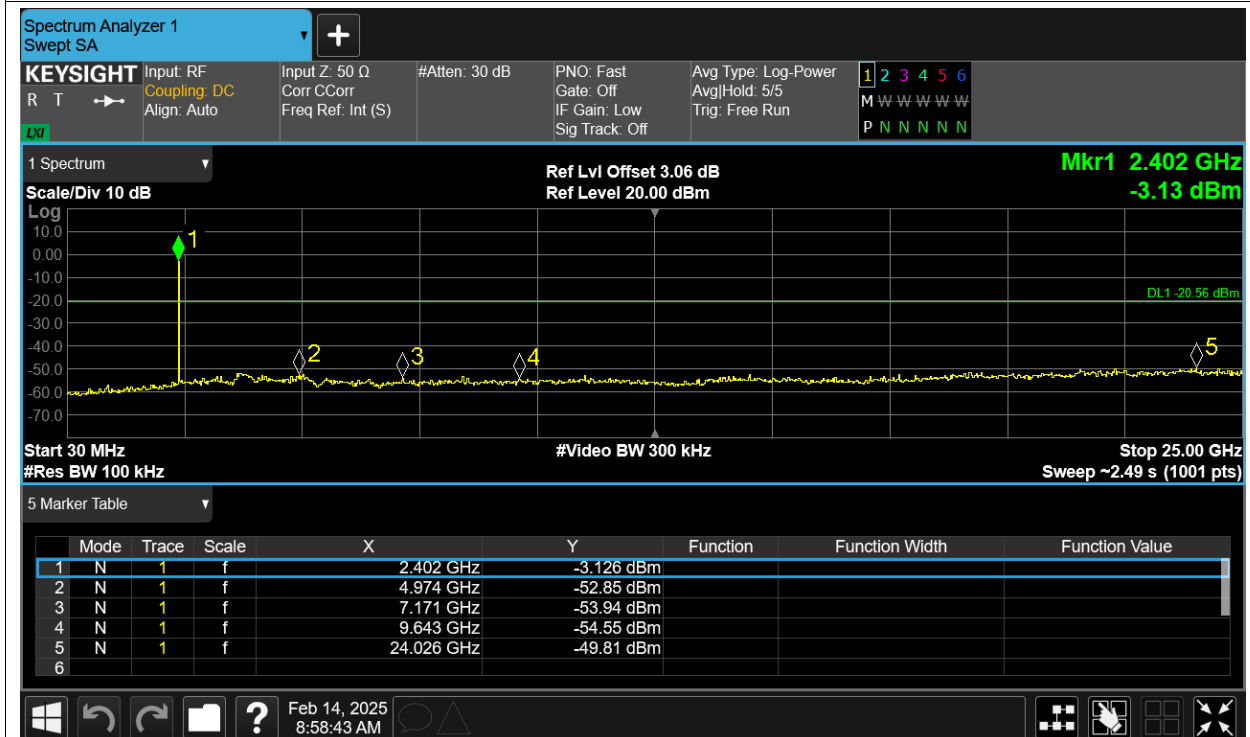 Spectrum Analyzer 1
Swept SA
+
KEYSIGHT
R T
LXI
Input: RF
Coupling: DC
Align: Auto
Input Z: 50 Ω
Corr CCorr
Freq Ref: Int (S)
#Atten: 30 dB
PNO: Fast
Gate: Off
IF Gain: Low
Sig Track: Off
Avg Type: Log-Power
Avg|Hold: 5/5
Trig: Free Run
1 2 3 4 5 6
M W W W W W
P N N N N N
1 Spectrum
Scale/Div 10 dB
Ref Lvl Offset 3.06 dB
Ref Level 20.00 dBm
Mkr1 2.402 GHz
-3.13 dBm
Log
10.0
0.00
-10.0
-20.0
-30.0
-40.0
-50.0
-60.0
-70.0
1
2
3
4
5
DL1 -20.56 dBm
Start 30 MHz
#Video BW 300 kHz
Stop 25.00 GHz
#Res BW 100 kHz
Sweep ~2.49 s (1001 pts)
5 Marker Table
Mode Trace Scale X Y Function Function Width Function Value
1 N 1 f 2.402 GHz -3.126 dBm
2 N 1 f 4.974 GHz -52.85 dBm
3 N 1 f 7.171 GHz -53.94 dBm
4 N 1 f 9.643 GHz -54.55 dBm
5 N 1 f 24.026 GHz -49.81 dBm
6
?
Feb 14, 2025
8:58:43 AM